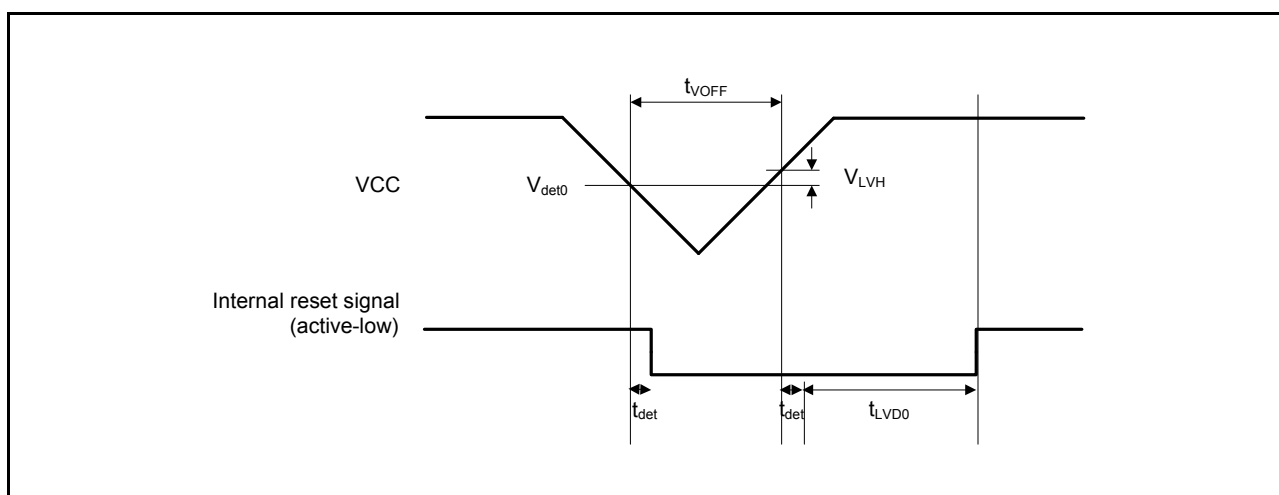 tVOFF
VCC
Vdet0
VLVH
Internal reset signal
(active-low)
tdet
tdet
tLVD0